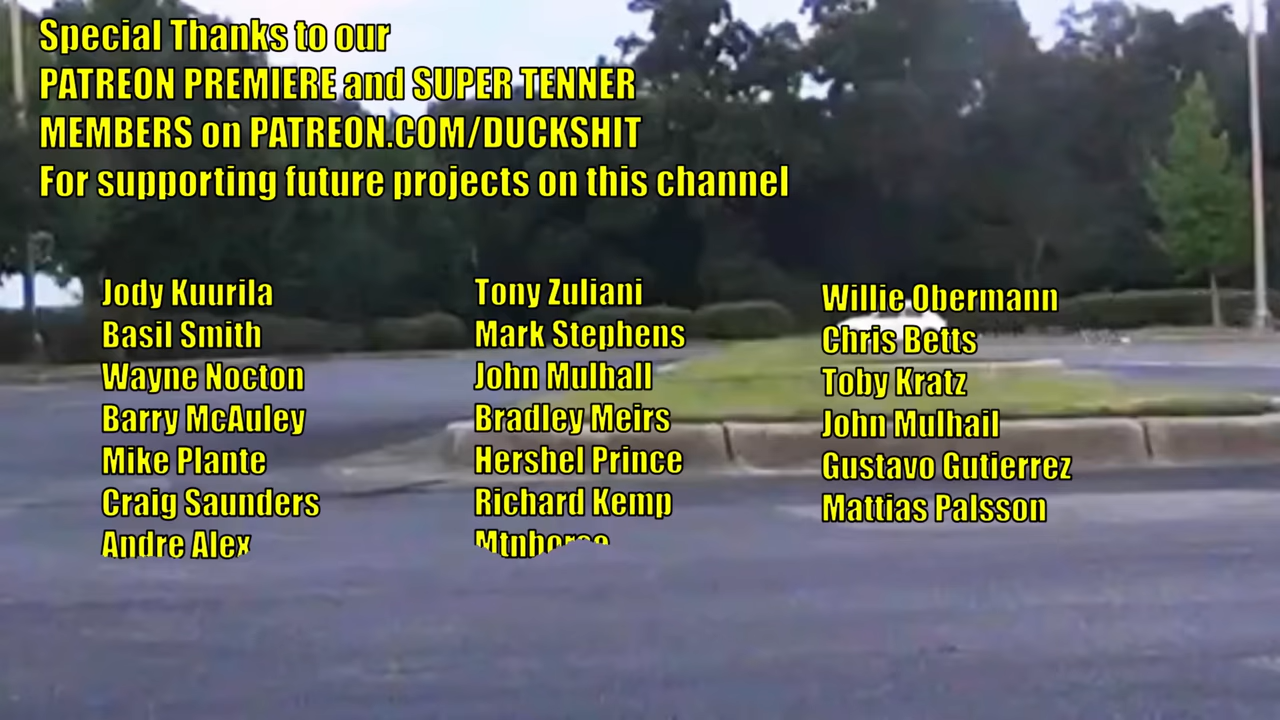 Special Thanks to our
PATREON PREMIERE and SUPER TENNER
MEMBERS on PATREON.COM/DUCKSHIT
For supporting future projects on this channel
Jody Kuurila
Basil Smith
Wayne Nocton
Barry McAuley
Mike Plante
Craig Saunders
Andre Alex
Tony Zuliani
Mark Stephens
John Mulhall
Bradley Meirs
Hershel Prince
Richard Kemp
Willie Obermann
Chris Betts
Toby Kratz
John Mulhail
Gustavo Gutierrez
Mattias Palsson